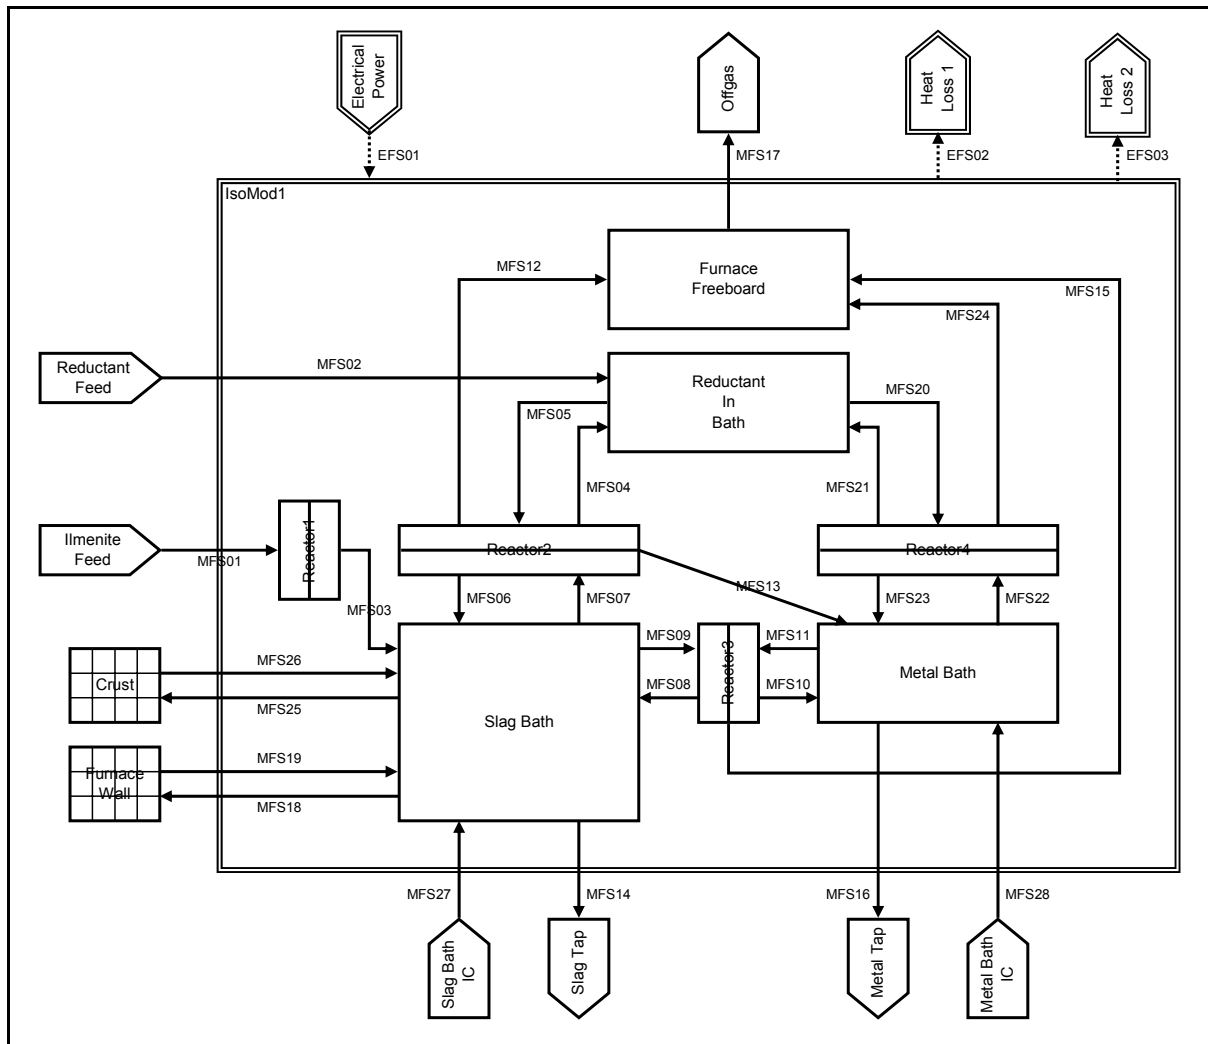 Electrical
Power
Offgas
Heat
Loss 1
Heat
Loss 2
EFS01
MFS17
EFS02
EFS03
IsoMod1
MFS12
Furnace
Freeboard
MFS15
MFS24
Reductant
Feed
MFS02
Reductant
In
Bath
MFS05
MFS20
MFS04
MFS21
Ilmenite
Feed
MFS01
Reactor1
Reactor2
Reactor4
MFS03
MFS06
MFS07
MFS13
MFS23
MFS22
MFS09
MFS11
Reactor3
MFS08
MFS10
Metal Bath
Crust
MFS26
MFS25
Slag Bath
Furnace
Wall
MFS19
MFS18
MFS27
MFS14
MFS16
MFS28
Slag Bath
IC
Slag Tap
Metal Tap
Metal Bath
IC